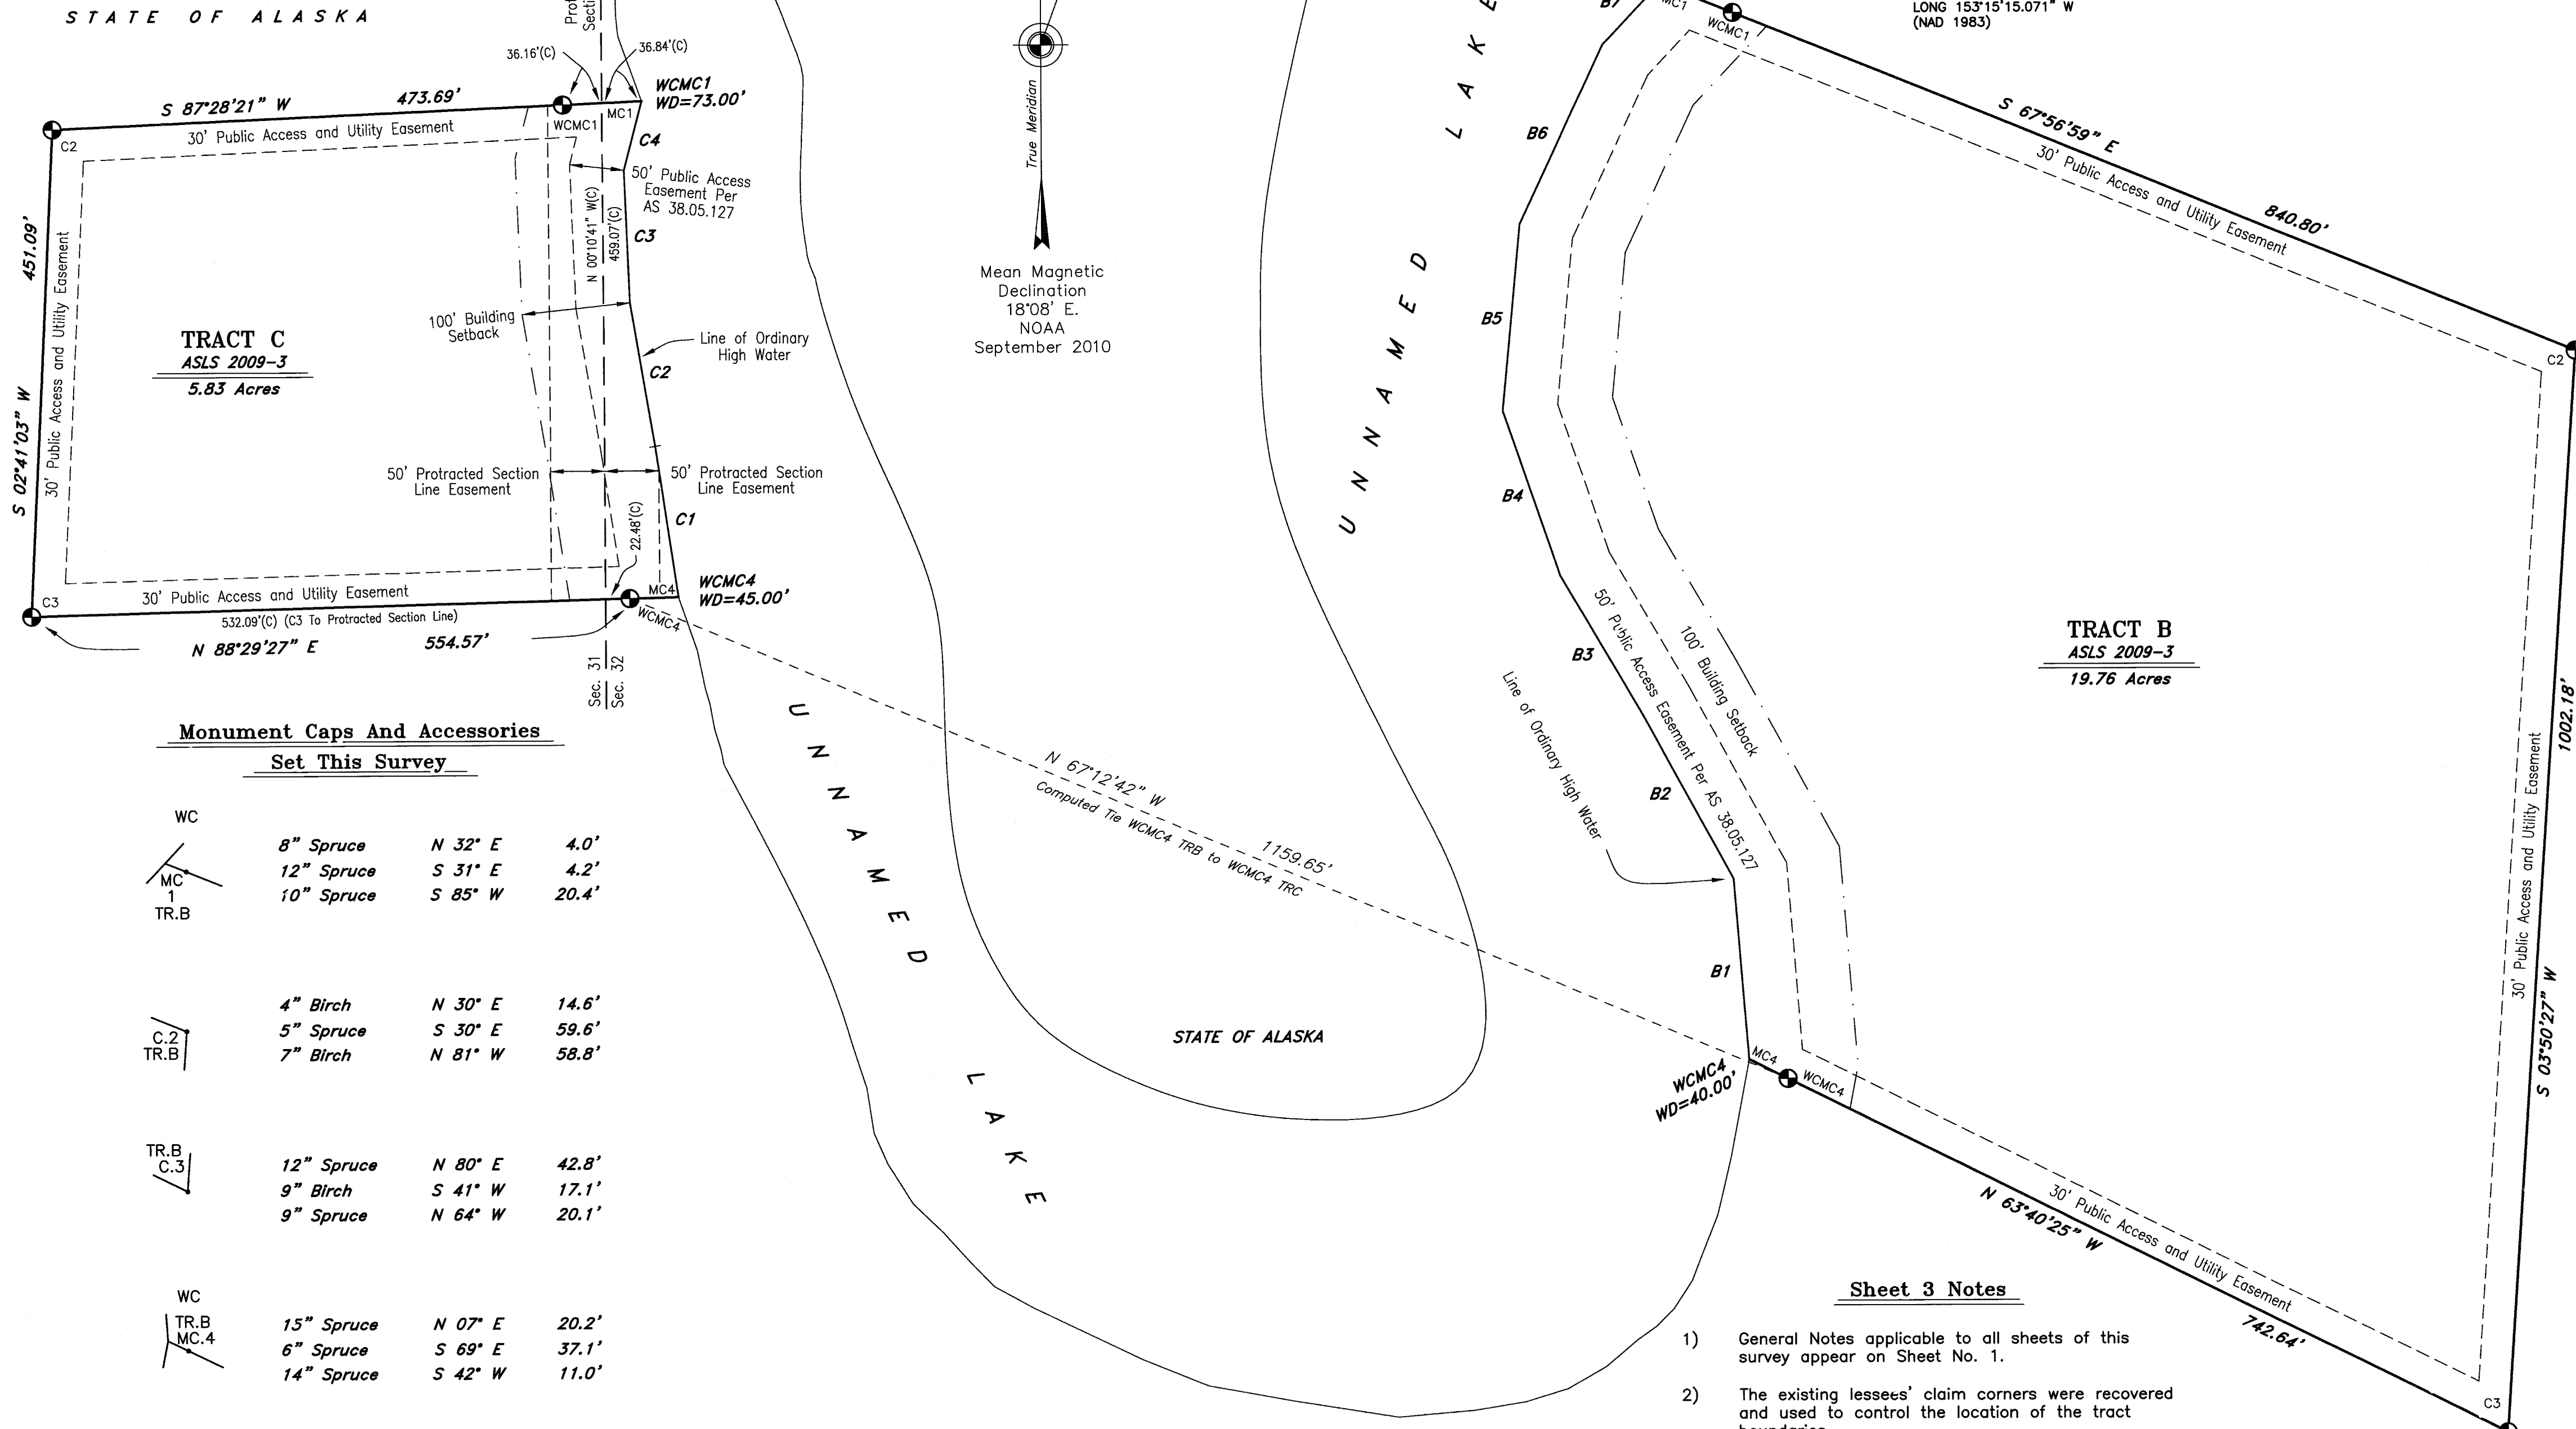 STATE OF ALASKA
36.16'(C)
36.84'(C)
WCMC1
WD=73.00'
S 87°28'21" W
473.69'
30' Public Access and Utility Easement
WCMC1
MC1
C2
C4
50' Public Access
Easement Per
AS 38.05.127
N 00°10'41" W(C)
459.07'(C)
C3
451.09'
S 02°41'03" W
30' Public Access and Utility Easement
TRACT C
ASLS 2009-3
5.83 Acres
100' Building
Setback
Line of Ordinary
High Water
C2
50' Protracted Section
Line Easement
50' Protracted Section
Line Easement
C1
22.48'(C)
MC4
WCMC4
WD=45.00'
WCMC4
C3
30' Public Access and Utility Easement
532.09'(C) (C3 To Protracted Section Line)
N 88°29'27" E
554.57'
Sec. 31
Sec. 32
True Meridian
Mean Magnetic
Declination
18°08' E.
NOAA
September 2010
UNNAMED LAKE
UNNAMED LAKE
N 67°12'42" W
1159.65'
Computed Tie WCMC4 TRB to WCMC4 TRC
STATE OF ALASKA
LONG 153°15'15.071" W
(NAD 1983)
B7
MC1
WCMC1
S 67°56'59" E
840.80'
30' Public Access and Utility Easement
C2
B6
B5
B4
B3
B2
B1
50' Public Access Easement Per AS 38.05.127
100' Building Setback
Line of Ordinary High Water
TRACT B
ASLS 2009-3
19.76 Acres
1002.18'
S 03°50'27" W
30' Public Access and Utility Easement
MC4
WCMC4
WCMC4
WD=40.00'
30' Public Access and Utility Easement
N 63°40'25" W
742.64'
C3
Monument Caps And Accessories
Set This Survey
WC
MC
1
TR.B
8" Spruce N 32° E 4.0'
12" Spruce S 31° E 4.2'
10" Spruce S 85° W 20.4'
C.2
TR.B
4" Birch N 30° E 14.6'
5" Spruce S 30° E 59.6'
7" Birch N 81° W 58.8'
TR.B
C.3
12" Spruce N 80° E 42.8'
9" Birch S 41° W 17.1'
9" Spruce N 64° W 20.1'
WC
TR.B
MC.4
15" Spruce N 07° E 20.2'
6" Spruce S 69° E 37.1'
14" Spruce S 42° W 11.0'
Sheet 3 Notes
1) General Notes applicable to all sheets of this
survey appear on Sheet No. 1.
2) The existing lessees' claim corners were recovered
and used to control the location of the tract